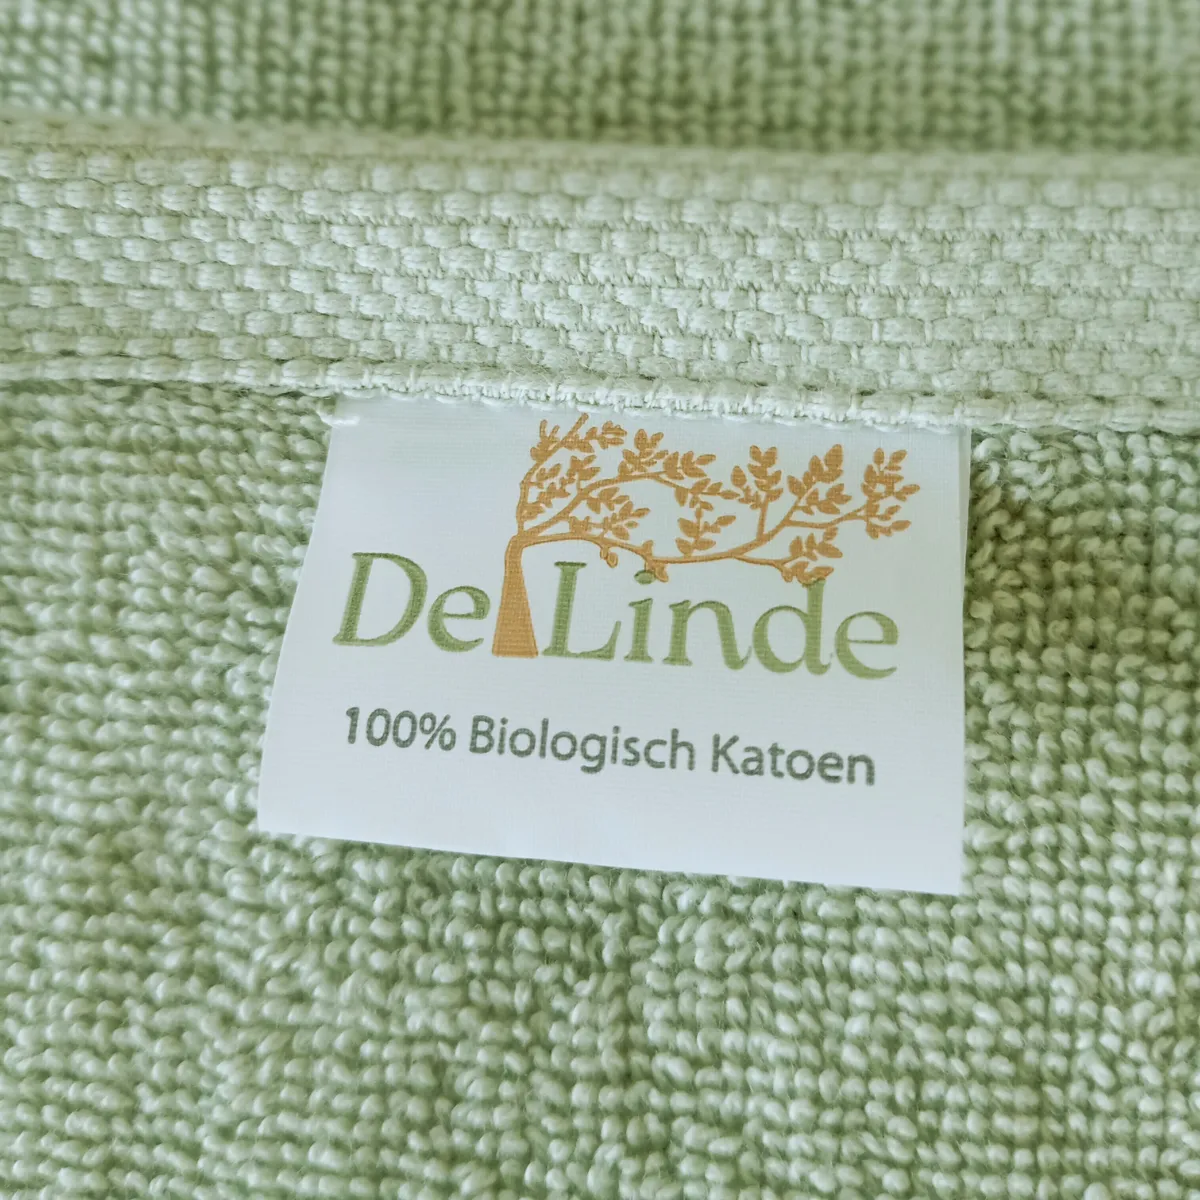 De Linde
100% Biologisch Katoen